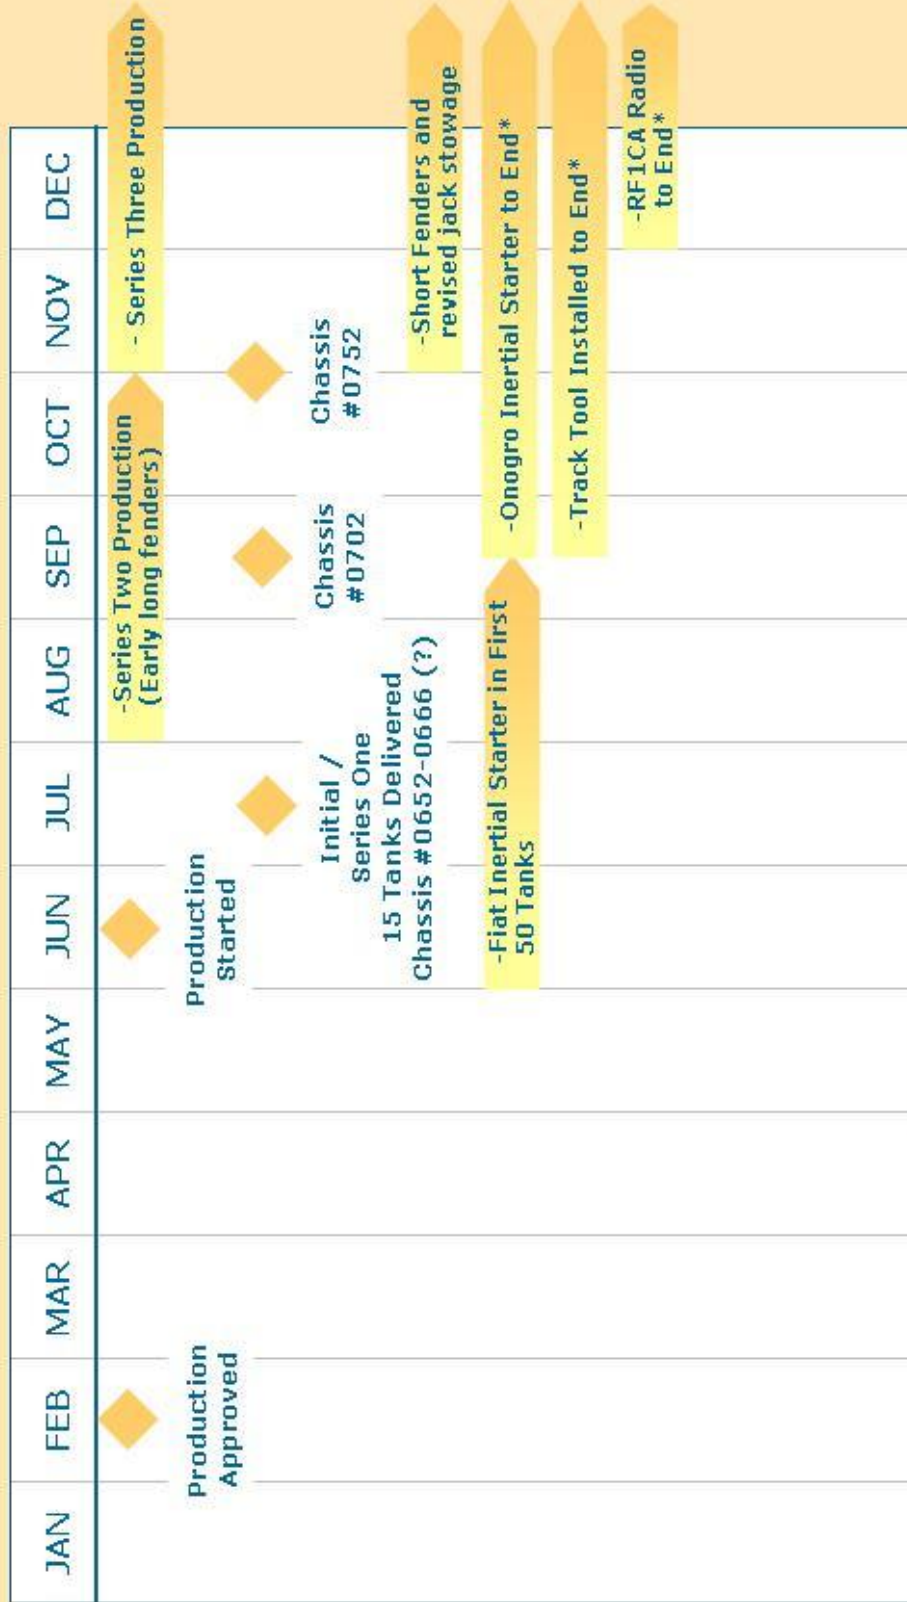 JAN
FEB
MAR
APR
MAY
JUN
JUL
AUG
SEP
OCT
NOV
DEC
Production
Approved
Production
Started
-Series Two Production
(Early long fenders)
- Series Three Production
Initial /
Series One
15 Tanks Delivered
Chassis #0652-0666 (?)
Chassis
#0702
Chassis
#0752
-Short Fenders and
revised jack stowage
-Fiat Inertial Starter in First
50 Tanks
-Onogro Inertial Starter to End*
-Track Tool Installed to End*
-RF1CA Radio
to End*